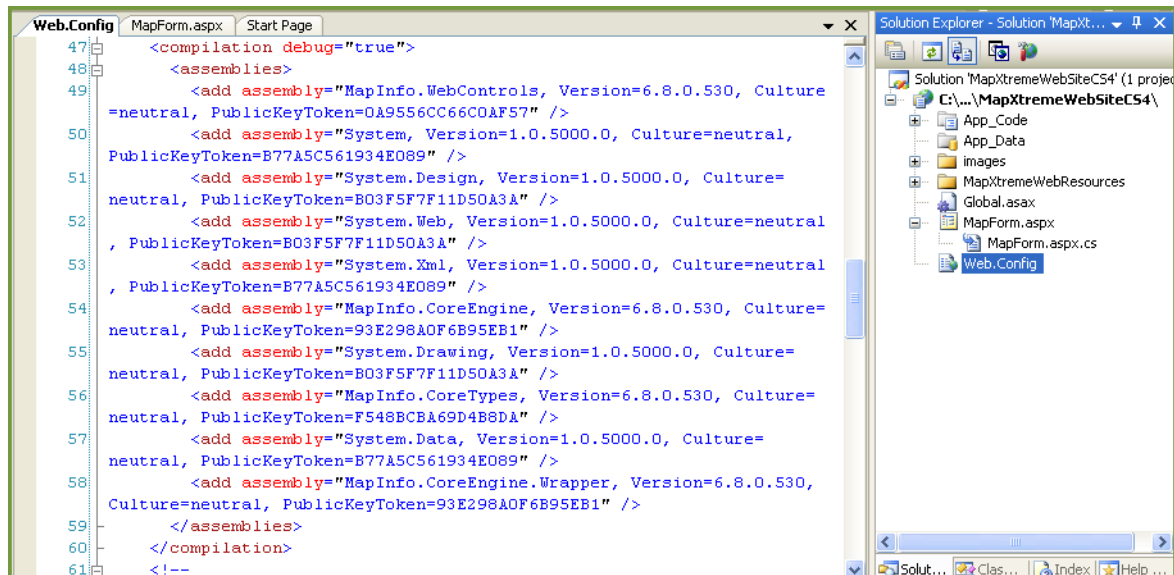 Web.Config MapForm.aspx Start Page
47 <compilation debug="true">
48 <assemblies>
49 <add assembly="MapInfo.WebControls, Version=6.8.0.530, Culture
=neutral, PublicKeyToken=0A9556CC66C0AF57" />
50 <add assembly="System, Version=1.0.5000.0, Culture=neutral,
PublicKeyToken=B77A5C561934E089" />
51 <add assembly="System.Design, Version=1.0.5000.0, Culture=
neutral, PublicKeyToken=B03F5F7F11D50A3A" />
52 <add assembly="System.Web, Version=1.0.5000.0, Culture=neutral
, PublicKeyToken=B03F5F7F11D50A3A" />
53 <add assembly="System.Xml, Version=1.0.5000.0, Culture=neutral
, PublicKeyToken=B77A5C561934E089" />
54 <add assembly="MapInfo.CoreEngine, Version=6.8.0.530, Culture=
neutral, PublicKeyToken=93E298A0F6B95EB1" />
55 <add assembly="System.Drawing, Version=1.0.5000.0, Culture=
neutral, PublicKeyToken=B03F5F7F11D50A3A" />
56 <add assembly="MapInfo.CoreTypes, Version=6.8.0.530, Culture=
neutral, PublicKeyToken=F548BCBA69D4B8DA" />
57 <add assembly="System.Data, Version=1.0.5000.0, Culture=
neutral, PublicKeyToken=B77A5C561934E089" />
58 <add assembly="MapInfo.CoreEngine.Wrapper, Version=6.8.0.530,
Culture=neutral, PublicKeyToken=93E298A0F6B95EB1" />
59 </assemblies>
60 </compilation>
61 <!--
Solution Explorer - Solution 'MapXt...
Solution 'MapXtremeWebSiteCS4' (1 projec
C:\...\MapXtremeWebSiteCS4\
App_Code
App_Data
images
MapXtremeWebResources
Global.asax
MapForm.aspx
MapForm.aspx.cs
Web.Config
Solut... Clas... Index Help ...